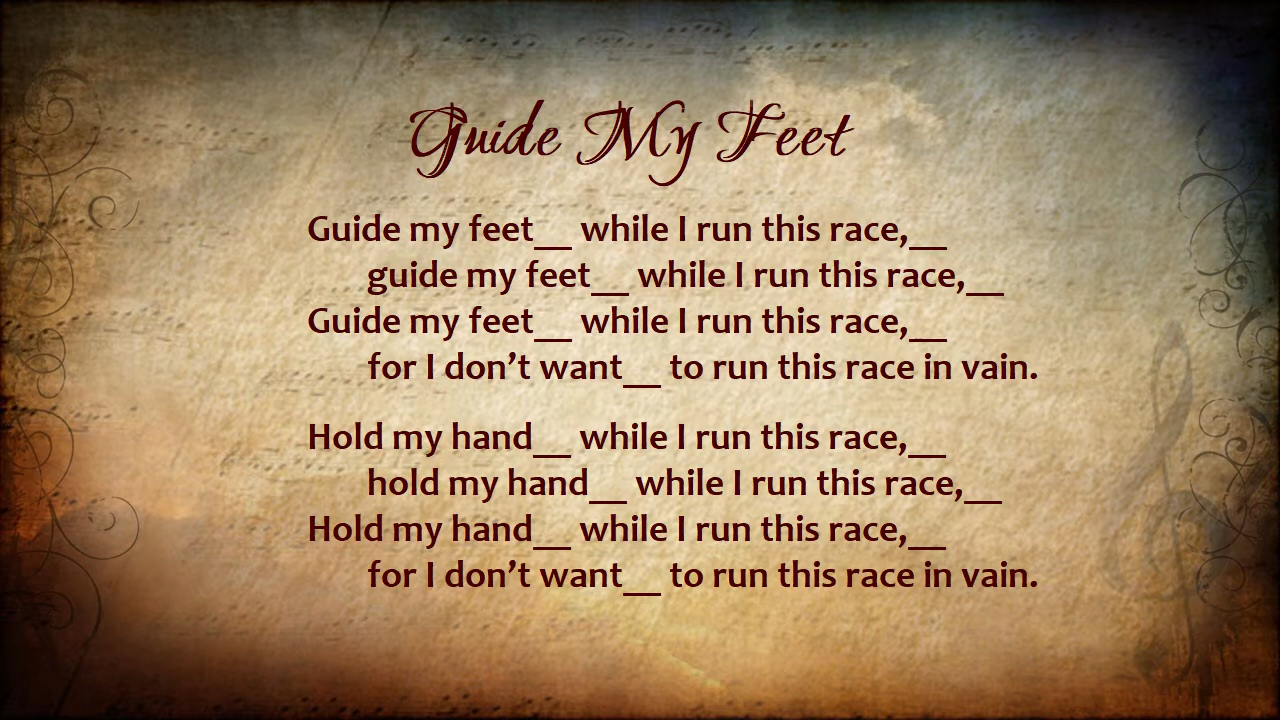 Guide My Feet
Guide my feet__ while I run this race,__
guide my feet__ while I run this race,__
Guide my feet__ while I run this race,__
for I don’t want__ to run this race in vain.
Hold my hand__ while I run this race,__
hold my hand__ while I run this race,__
Hold my hand__ while I run this race,__
for I don’t want__ to run this race in vain.